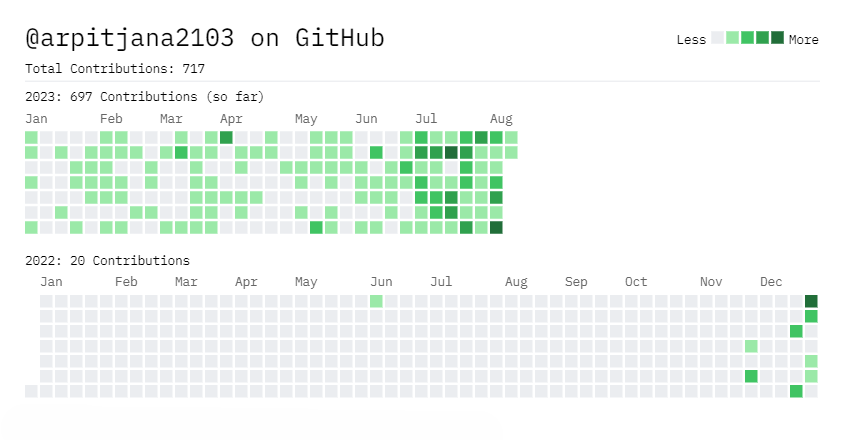 @arpitjana2103 on GitHub
Less More
Total Contributions: 717
2023: 697 Contributions (so far)
Jan Feb Mar Apr May Jun Jul Aug
2022: 20 Contributions
Jan Feb Mar Apr May Jun Jul Aug Sep Oct Nov Dec